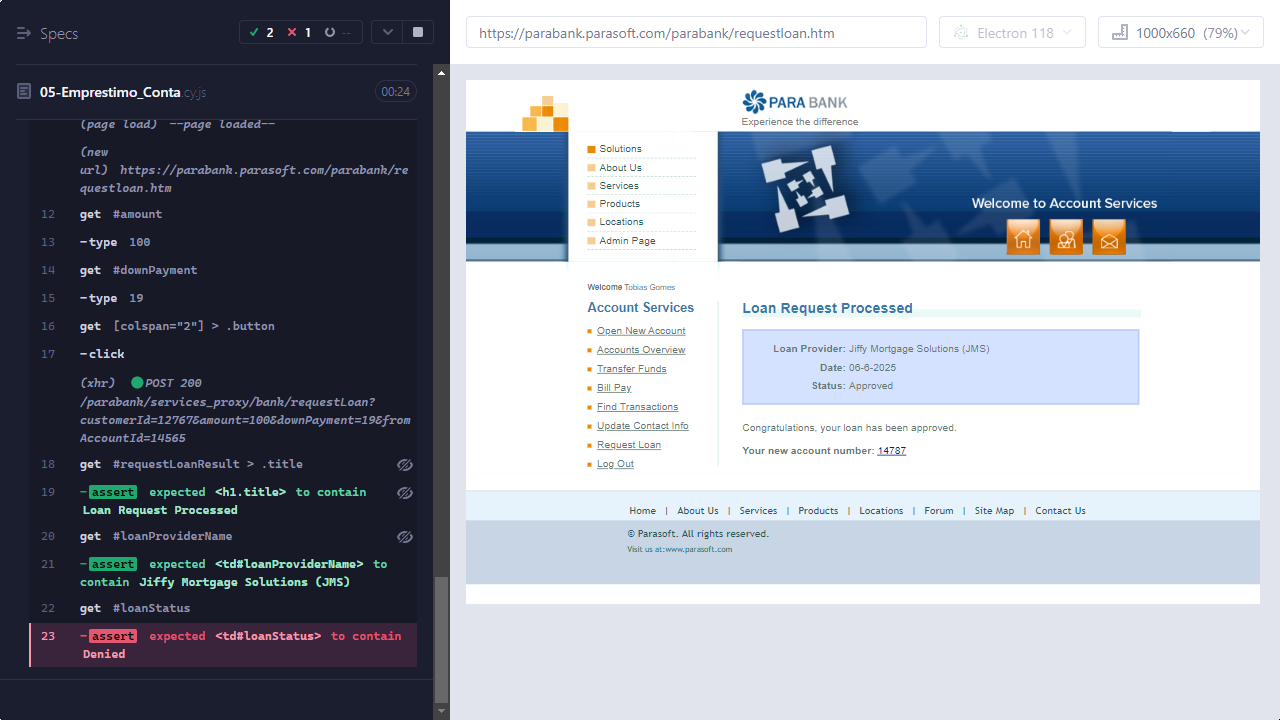 Specs
2
1
--
05-Emprestimo_Conta.cy.js
00:24
(page load) --page loaded--
(new
url) https://parabank.parasoft.com/parabank/re
questloan.htm
12 get #amount
13 -type 100
14 get #downPayment
15 -type 19
16 get [colspan="2"] > .button
17 -click
(xhr) POST 200
/parabank/services_proxy/bank/requestLoan?
customerId=12767&amount=100&downPayment=19&from
AccountId=14565
18 get #requestLoanResult > .title
19 -assert expected <h1.title> to contain
Loan Request Processed
20 get #loanProviderName
21 -assert expected <td#loanProviderName> to
contain Jiffy Mortgage Solutions (JMS)
22 get #loanStatus
23 -assert expected <td#loanStatus> to contain
Denied
https://parabank.parasoft.com/parabank/requestloan.htm
Electron 118
1000x660 (79%)
PARA BANK
Experience the difference
Solutions
About Us
Services
Products
Locations
Admin Page
Welcome to Account Services
Welcome Tobias Gomes
Account Services
Open New Account
Accounts Overview
Transfer Funds
Bill Pay
Find Transactions
Update Contact Info
Request Loan
Log Out
Loan Request Processed
Loan Provider: Jiffy Mortgage Solutions (JMS)
Date: 06-6-2025
Status: Approved
Congratulations, your loan has been approved.
Your new account number: 14787
Home | About Us | Services | Products | Locations | Forum | Site Map | Contact Us
© Parasoft. All rights reserved.
Visit us at:www.parasoft.com